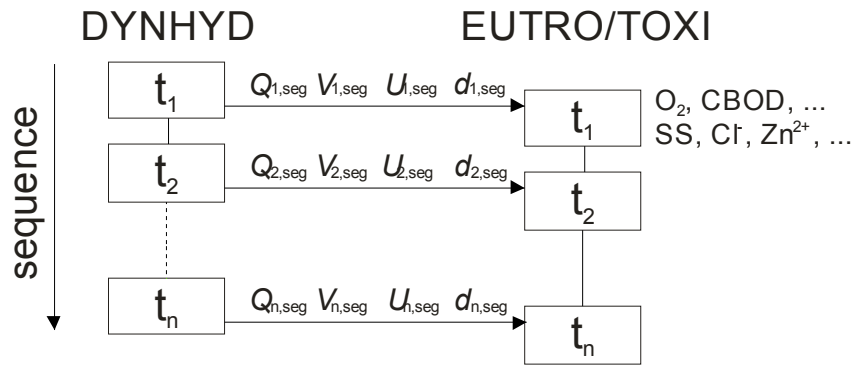 DYNHYD EUTRO/TOXI
sequence
t₁ Q₁,seg V₁,seg U₁,seg d₁,seg t₁ O₂, CBOD, ...
SS, Cl⁻, Zn²⁺, ...
t₂ Q₂,seg V₂,seg U₂,seg d₂,seg t₂
tₙ Qₙ,seg Vₙ,seg Uₙ,seg dₙ,seg tₙ